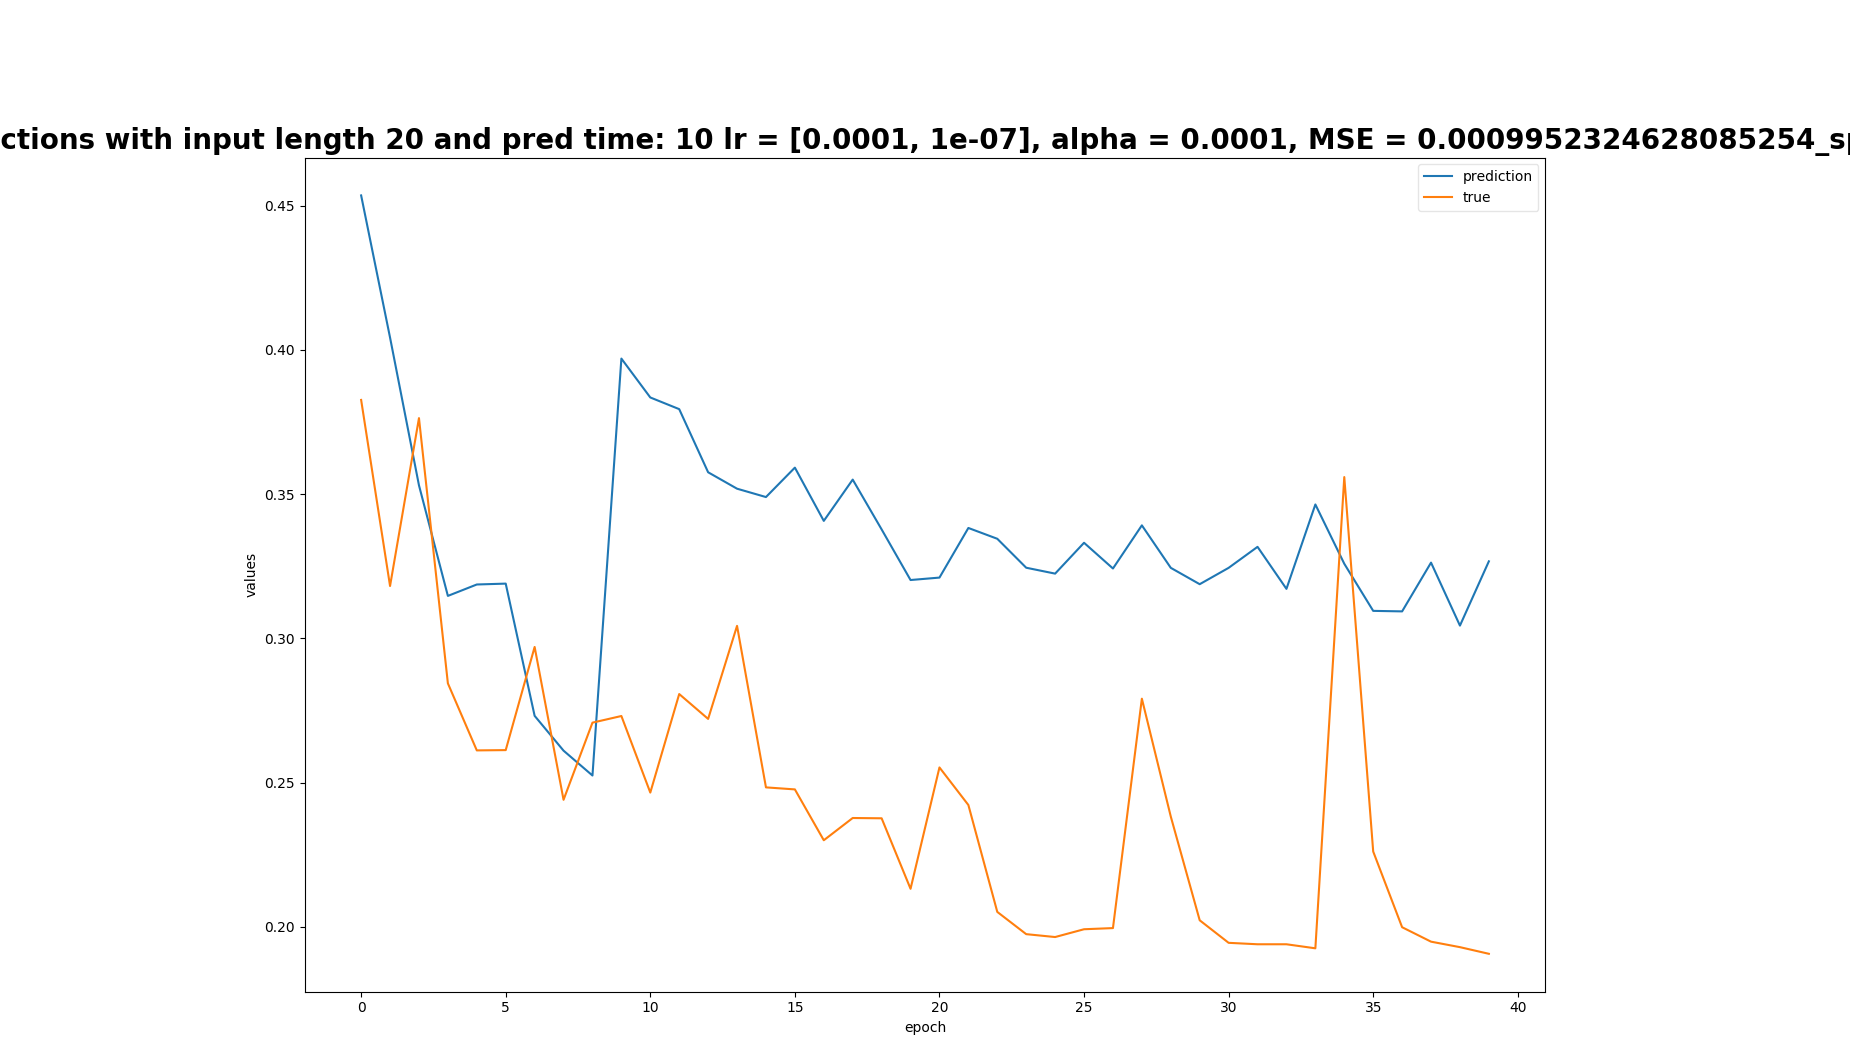 ctions with input length 20 and pred time: 10 lr = [0.0001, 1e-07], alpha = 0.0001, MSE = 0.0009952324628085254_sp
prediction
true
0.45
0.40
0.35
0.30
0.25
0.20
values
0 5 10 15 20 25 30 35 40
epoch